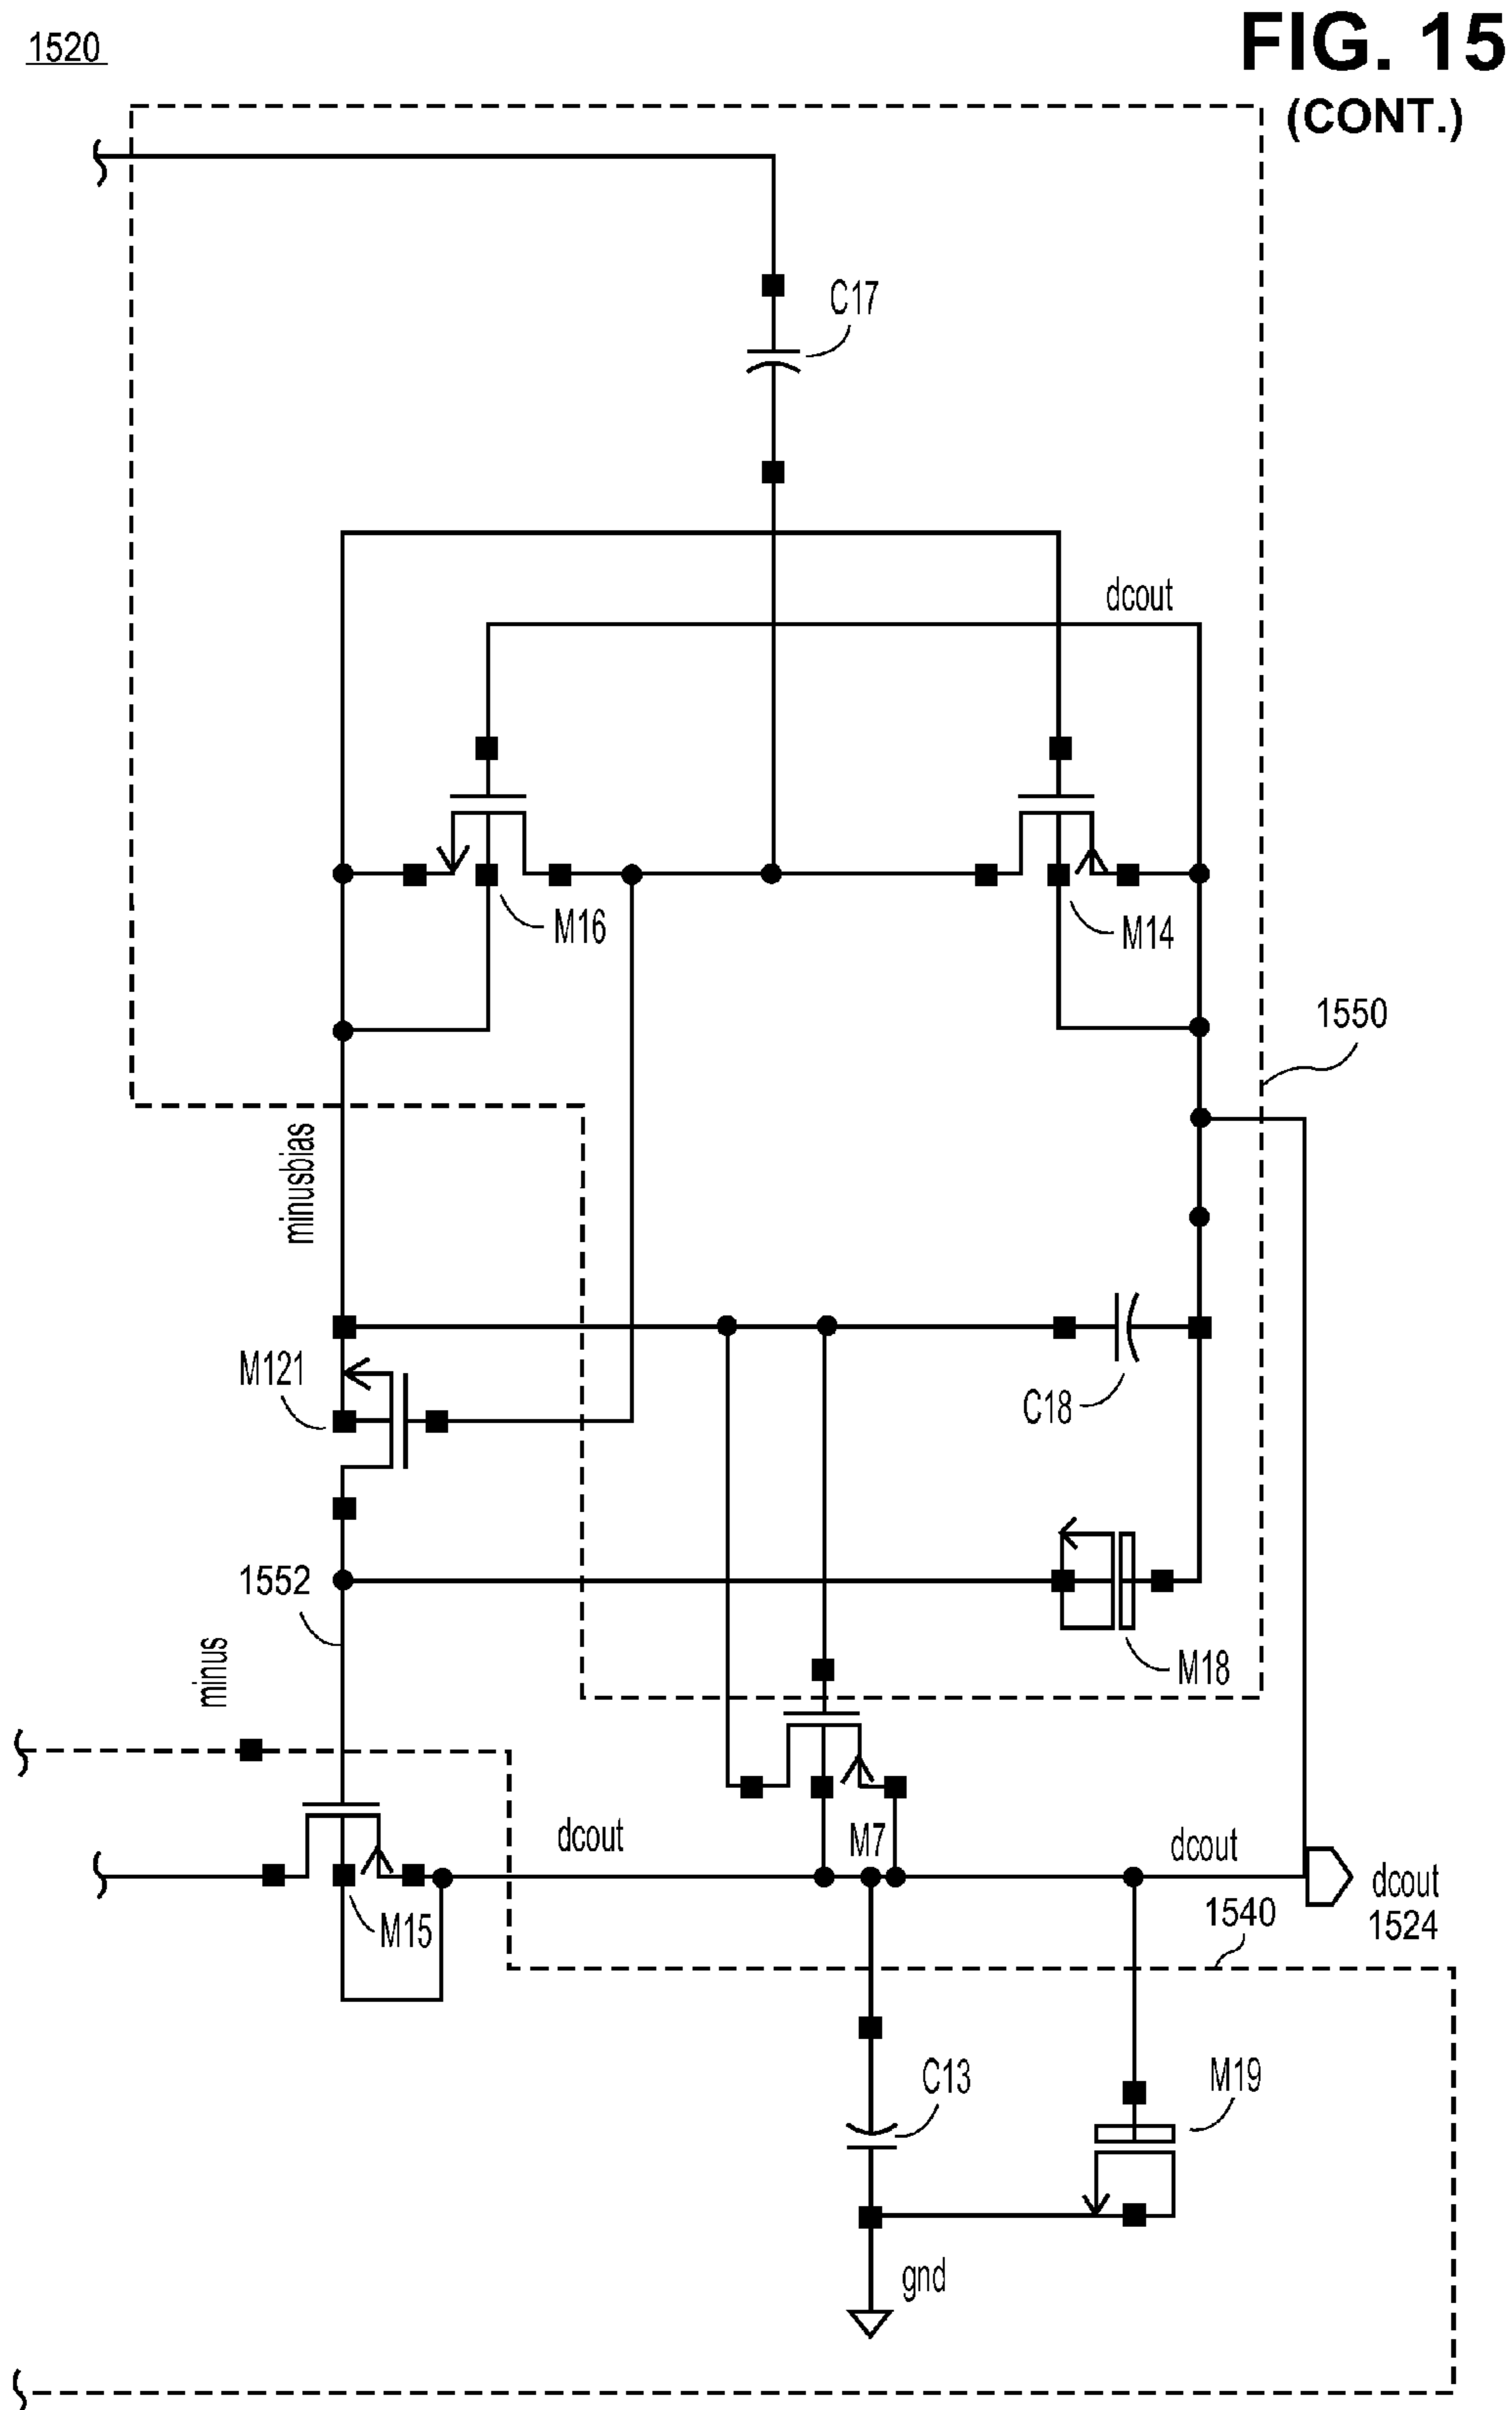 1520
FIG. 15
(CONT.)
C17
dcout
M16
M14
1550
minusbias
M121
C18
1552
minus
M18
dcout
M7
dcout
dcout
1524
M15
1540
C13
M19
gnd